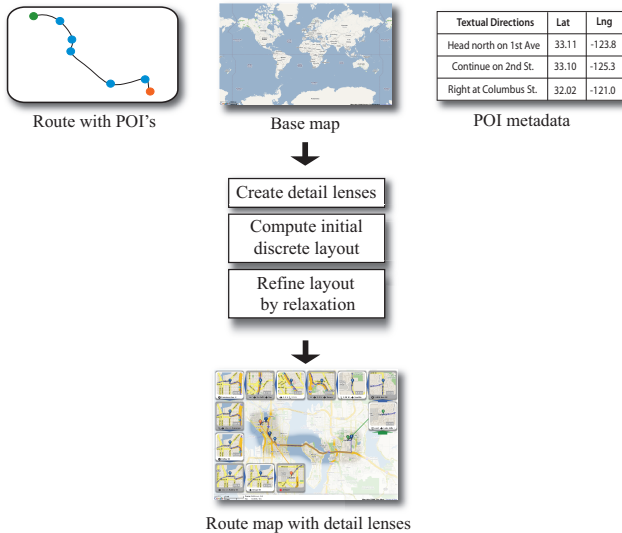 Textual Directions Lat Lng
Head north on 1st Ave 33.11 -123.8
Continue on 2nd St. 33.10 -125.3
Right at Columbus St. 32.02 -121.0
Route with POI's
Base map
POI metadata
Create detail lenses
Compute initial
discrete layout
Refine layout
by relaxation
Route map with detail lenses